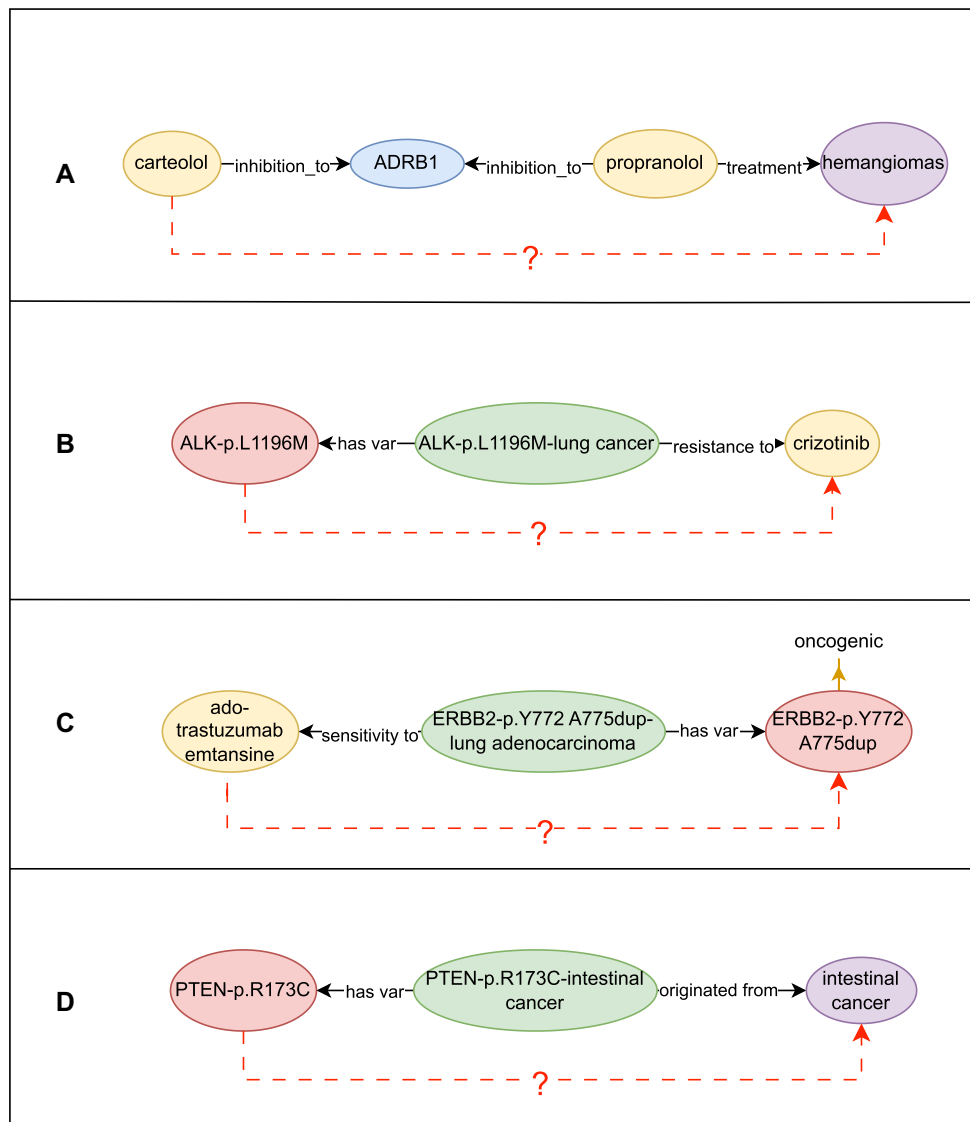 A
carteolol
inhibition_to
ADRB1
inhibition_to
propranolol
treatment
hemangiomas
?
B
ALK-p.L1196M
has var
ALK-p.L1196M-lung cancer
resistance to
crizotinib
?
oncogenic
C
ado-
trastuzumab
emtansine
sensitivity to
ERBB2-p.Y772 A775dup-
lung adenocarcinoma
has var
ERBB2-p.Y772
A775dup
?
D
PTEN-p.R173C
has var
PTEN-p.R173C-intestinal
cancer
originated from
intestinal
cancer
?